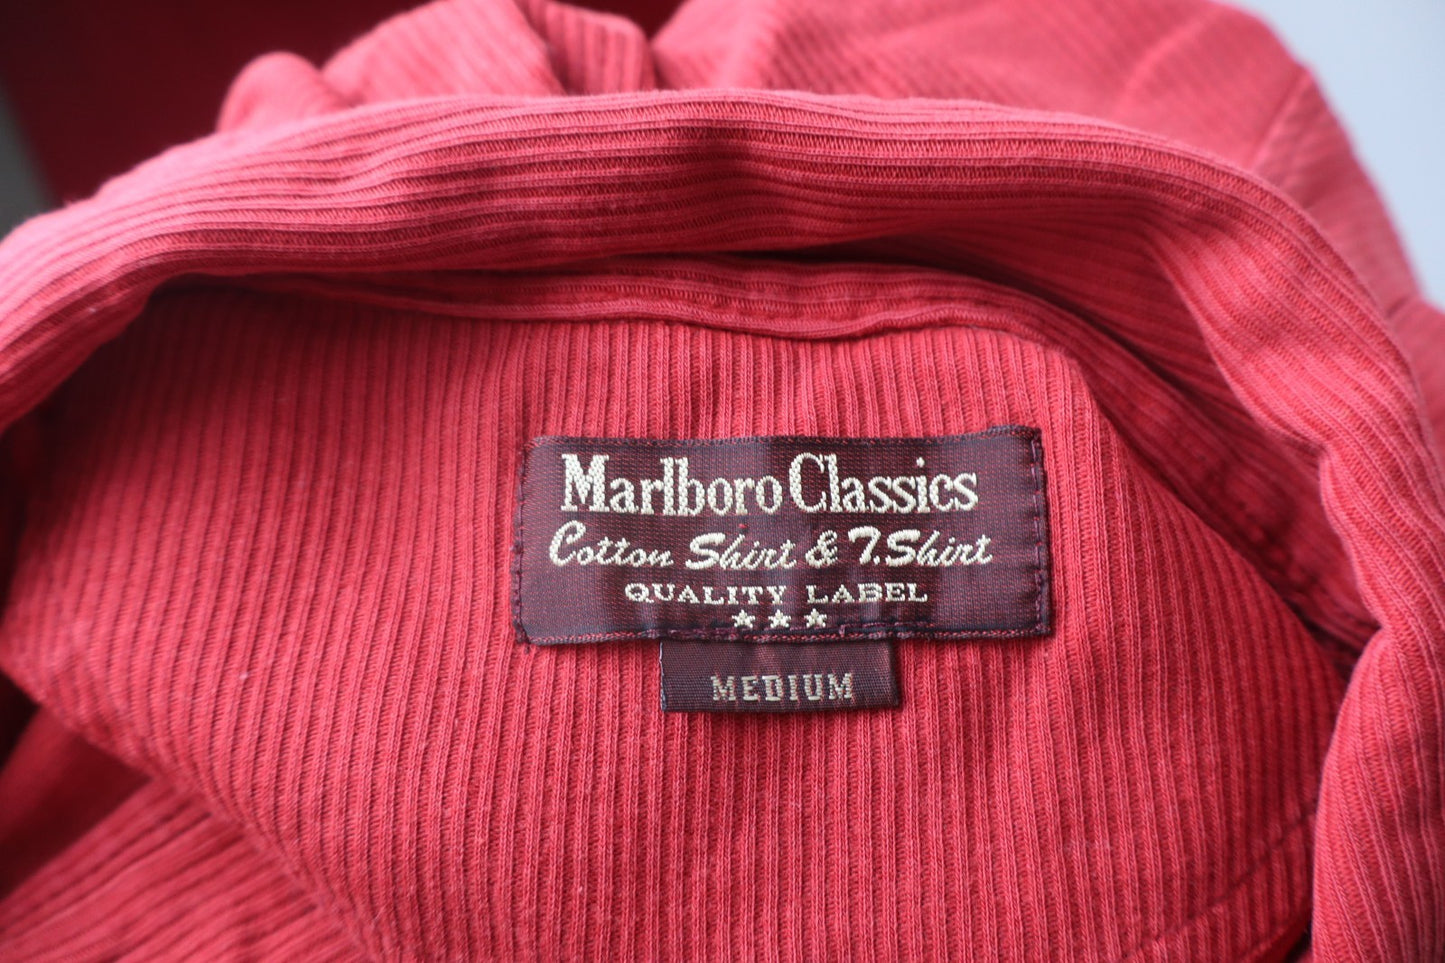 Marlboro Classics
Cotton Shirt & T.Shirt
QUALITY LABEL
★ ★ ★
MEDIUM